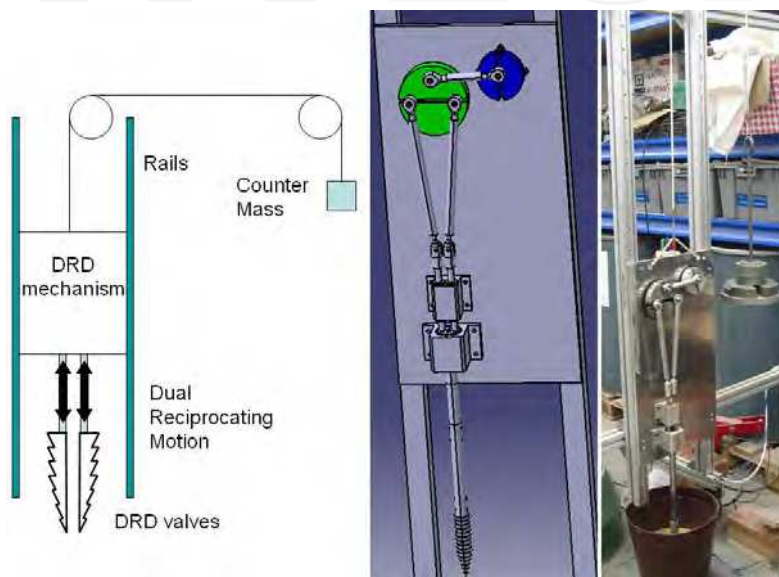 Rails
Counter
Mass
DRD
mechanism
Dual
Reciprocating
Motion
DRD valves